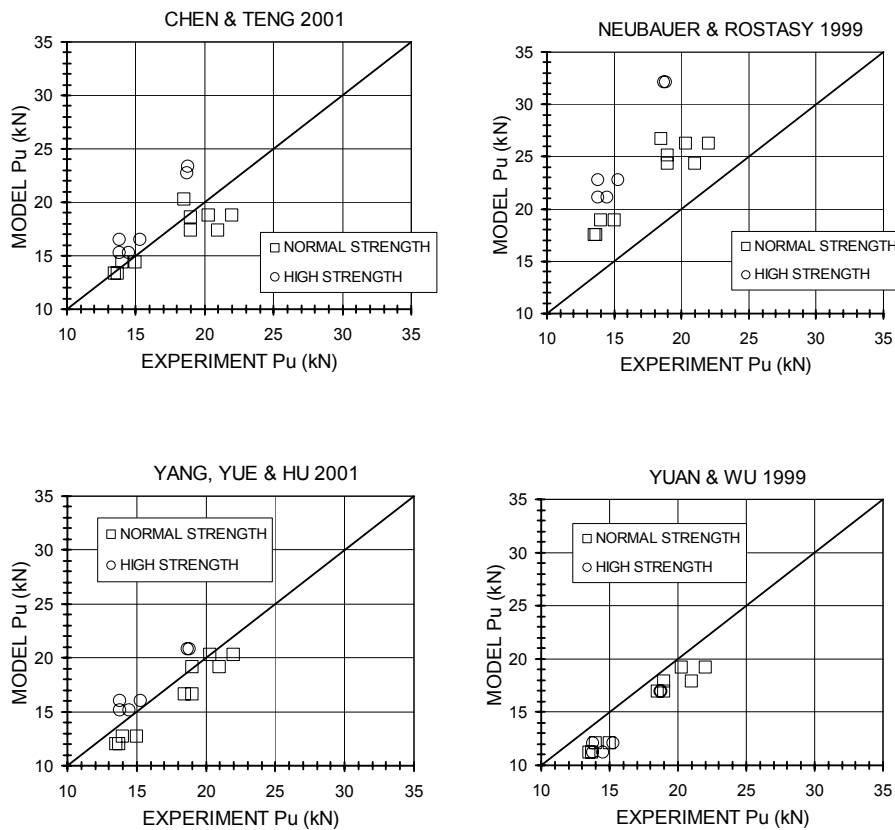 CHEN & TENG 2001
35
30
25
20
15
10
MODEL Pu (kN)
NORMAL STRENGTH
HIGH STRENGTH
10 15 20 25 30 35
EXPERIMENT Pu (kN)
NEUBAUER & ROSTASY 1999
35
30
25
20
15
10
MODEL Pu (kN)
NORMAL STRENGTH
HIGH STRENGTH
10 15 20 25 30 35
EXPERIMENT Pu (kN)
YANG, YUE & HU 2001
35
30
25
20
15
10
MODEL Pu (kN)
NORMAL STRENGTH
HIGH STRENGTH
10 15 20 25 30 35
EXPERIMENT Pu (kN)
YUAN & WU 1999
35
30
25
20
15
10
MODEL Pu (kN)
NORMAL STRENGTH
HIGH STRENGTH
10 15 20 25 30 35
EXPERIMENT Pu (kN)